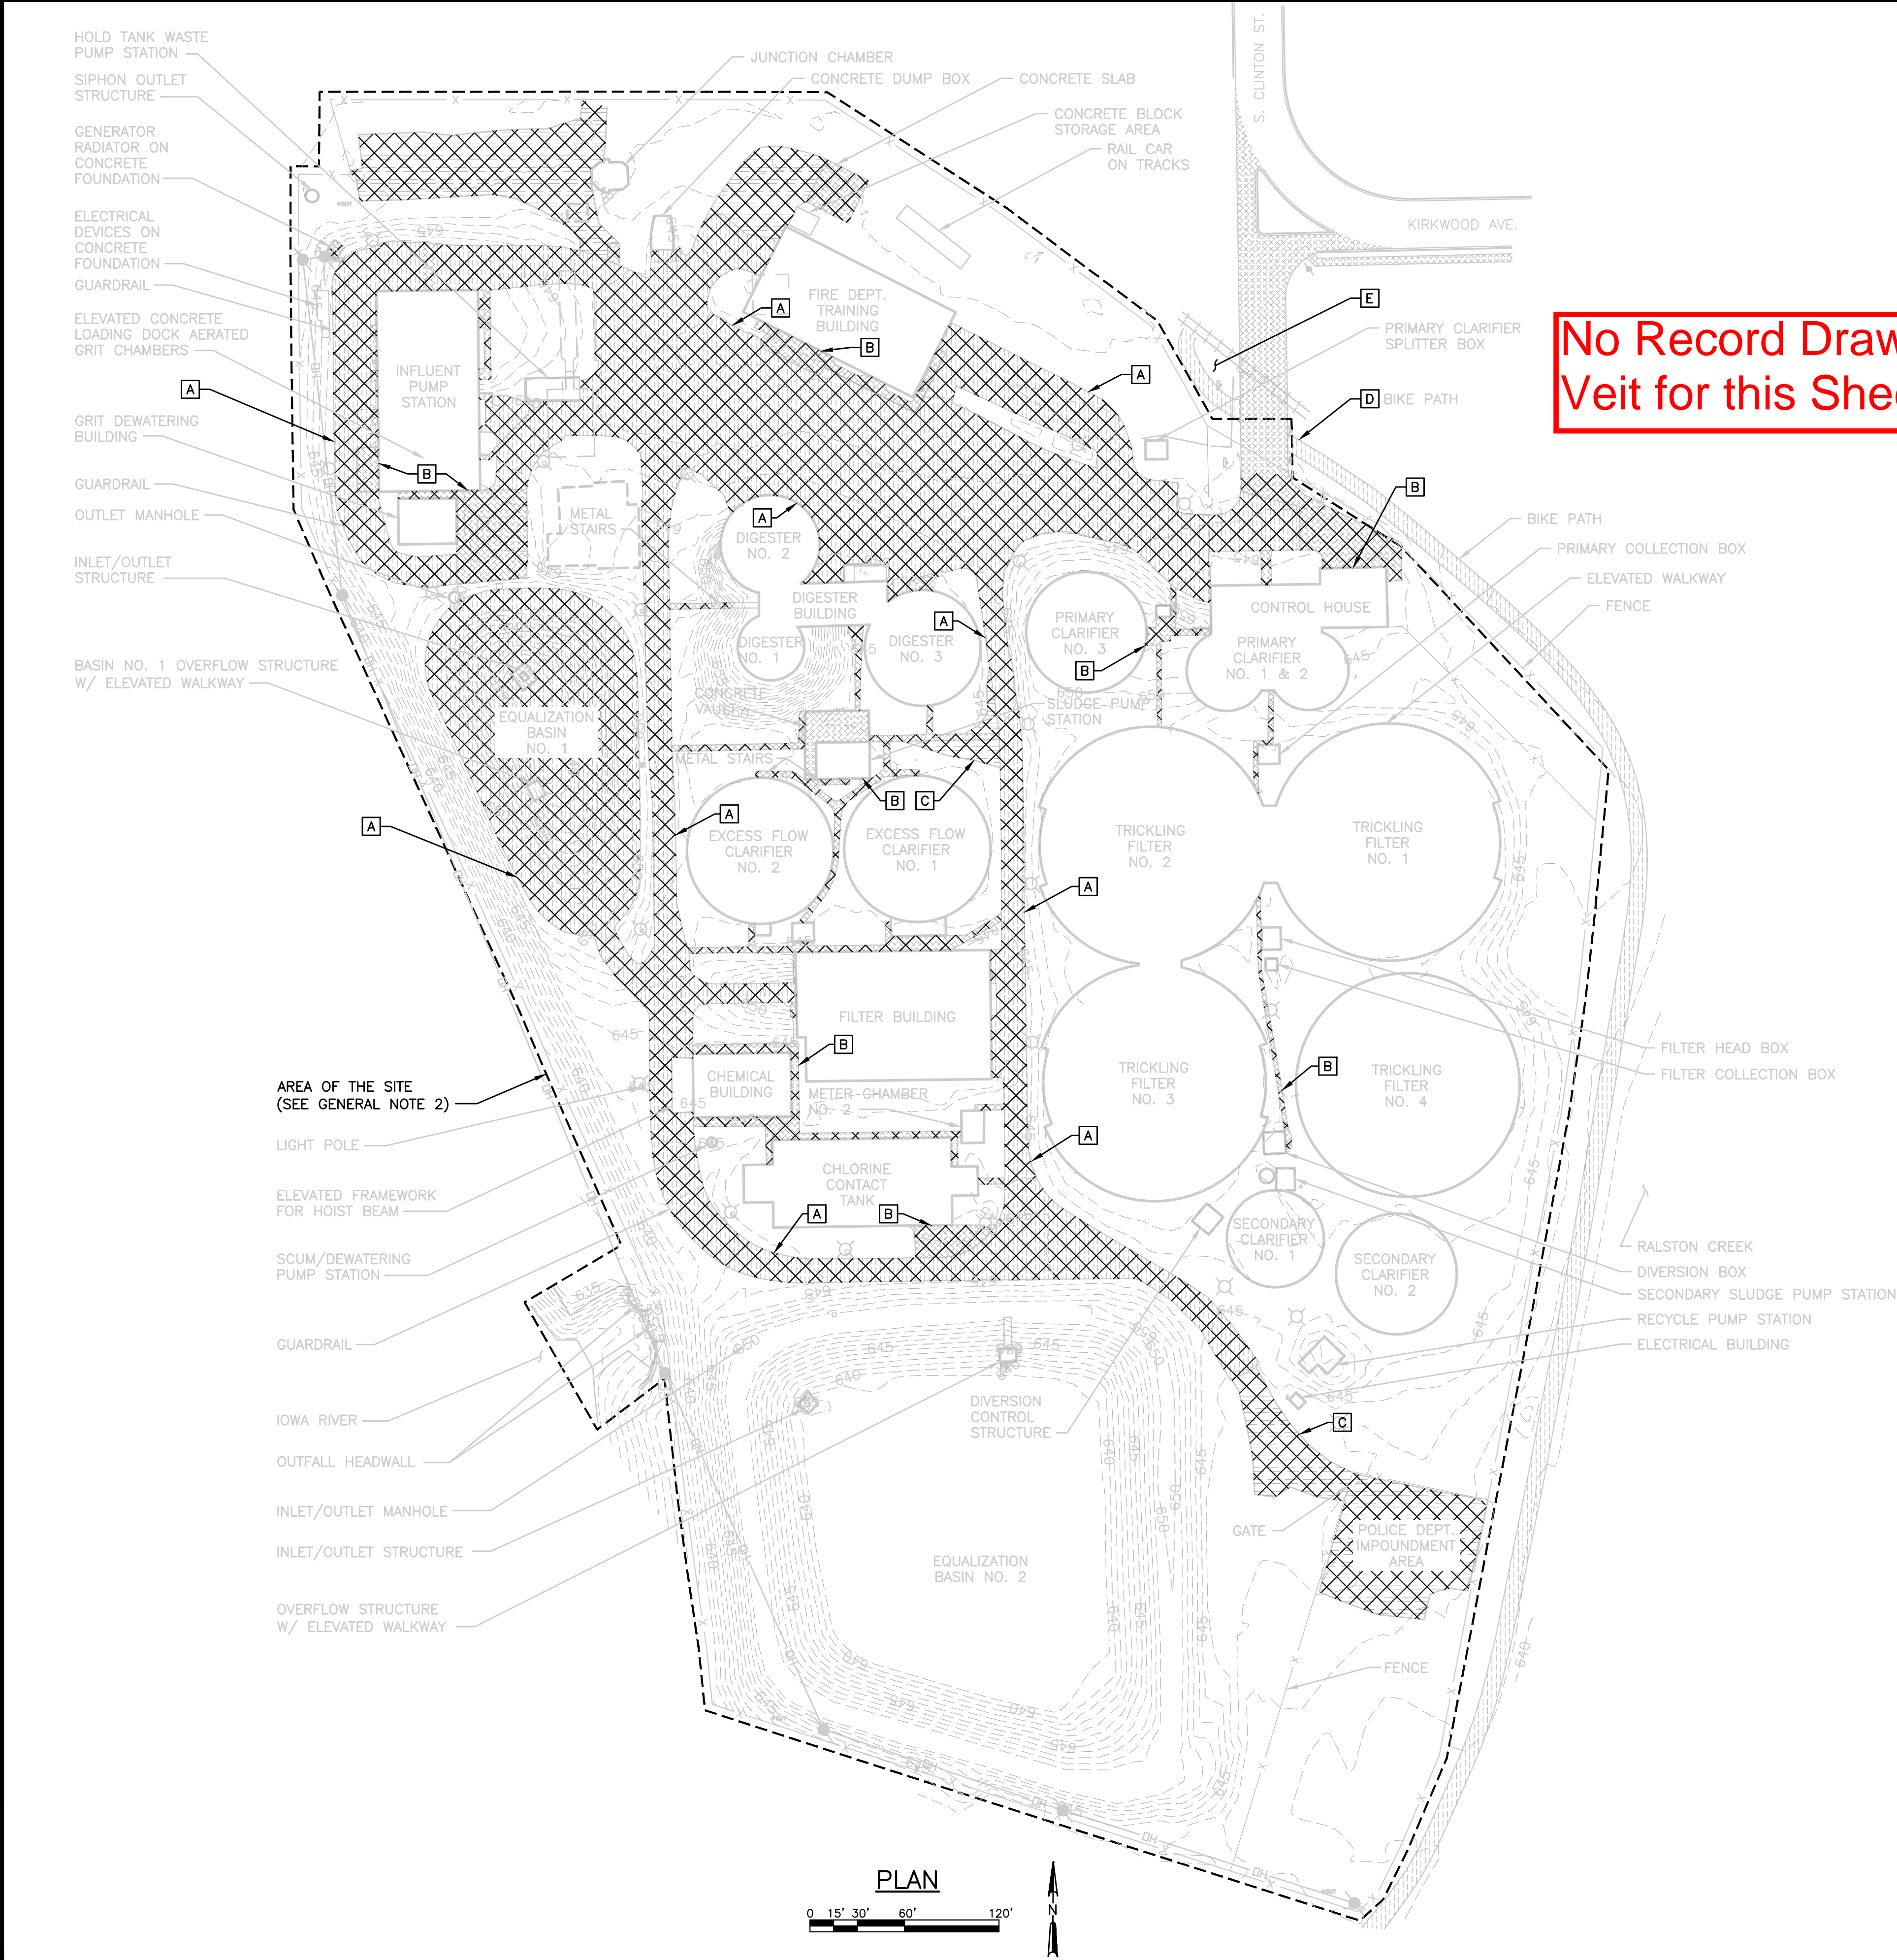 HOLD TANK WASTE
PUMP STATION
SIPHON OUTLET
STRUCTURE
GENERATOR
RADIATOR ON
CONCRETE
FOUNDATION
ELECTRICAL
DEVICES ON
CONCRETE
FOUNDATION
GUARDRAIL
ELEVATED CONCRETE
LOADING DOCK AERATED
GRIT CHAMBERS
A
GRIT DEWATERING
BUILDING
GUARDRAIL
OUTLET MANHOLE
INLET/OUTLET
STRUCTURE
BASIN NO. 1 OVERFLOW STRUCTURE
W/ ELEVATED WALKWAY
A
AREA OF THE SITE
(SEE GENERAL NOTE 2)
LIGHT POLE
ELEVATED FRAMEWORK
FOR HOIST BEAM
SCUM/DEWATERING
PUMP STATION
GUARDRAIL
IOWA RIVER
OUTFALL HEADWALL
INLET/OUTLET MANHOLE
INLET/OUTLET STRUCTURE
OVERFLOW STRUCTURE
W/ ELEVATED WALKWAY
JUNCTION CHAMBER
CONCRETE DUMP BOX
CONCRETE SLAB
CONCRETE BLOCK
STORAGE AREA
RAIL CAR
ON TRACKS
S. CLINTON ST.
KIRKWOOD AVE.
E
PRIMARY CLARIFIER
SPLITTER BOX
No Record Draw
Veit for this Shee
D BIKE PATH
FIRE DEPT.
TRAINING
BUILDING
A
B
A
INFLUENT
PUMP
STATION
B
METAL
STAIRS
A
DIGESTER
NO. 2
DIGESTER
BUILDING
DIGESTER
NO. 1
DIGESTER
NO. 3
A
PRIMARY
CLARIFIER
NO. 3
B
CONTROL HOUSE
PRIMARY
CLARIFIER
NO. 1 & 2
B
BIKE PATH
PRIMARY COLLECTION BOX
ELEVATED WALKWAY
FENCE
CONCRETE
VAULT
SLUDGE PUMP
STATION
EQUALIZATION
BASIN
NO. 1
METAL STAIRS
B
C
A
EXCESS FLOW
CLARIFIER
NO. 2
EXCESS FLOW
CLARIFIER
NO. 1
TRICKLING
FILTER
NO. 2
TRICKLING
FILTER
NO. 1
A
FILTER BUILDING
B
CHEMICAL
BUILDING
METER CHAMBER
NO. 2
TRICKLING
FILTER
NO. 3
B
TRICKLING
FILTER
NO. 4
FILTER HEAD BOX
FILTER COLLECTION BOX
A
CHLORINE
CONTACT
TANK
A
B
SECONDARY
CLARIFIER
NO. 1
SECONDARY
CLARIFIER
NO. 2
RALSTON CREEK
DIVERSION BOX
SECONDARY SLUDGE PUMP STATION
RECYCLE PUMP STATION
ELECTRICAL BUILDING
DIVERSION
CONTROL
STRUCTURE
C
GATE
POLICE DEPT.
IMPOUNDMENT
AREA
EQUALIZATION
BASIN NO. 2
FENCE
PLAN
0 15' 30' 60' 120'
N